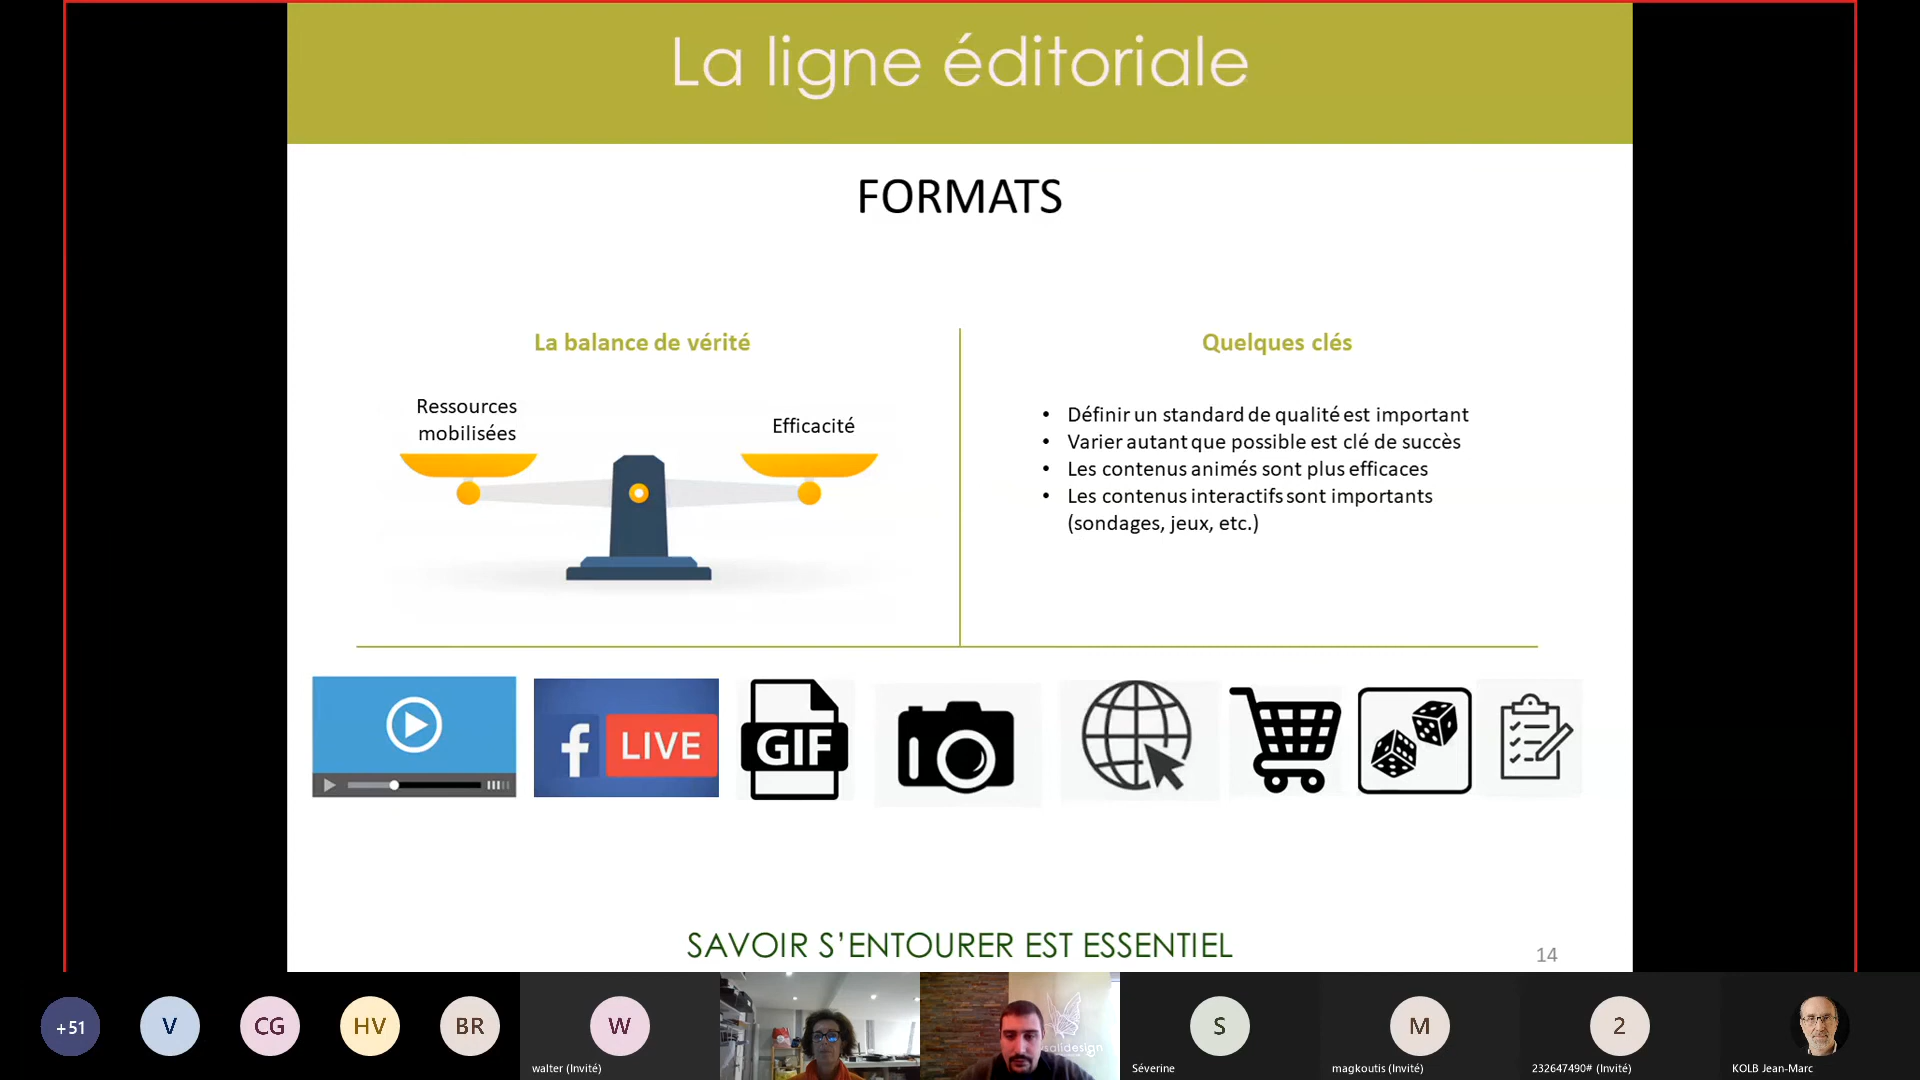 La ligne éditoriale
FORMATS
La balance de vérité
Ressources
mobilisées
Efficacité
Quelques clés
• Définir un standard de qualité est important
• Varier autant que possible est clé de succès
• Les contenus animés sont plus efficaces
• Les contenus interactifs sont importants
(sondages, jeux, etc.)
f LIVE
GIF
SAVOIR S'ENTOURER EST ESSENTIEL
14
+51
V
CG
HV
BR
W
walter (Invité)
salidesign
S
Séverine
M
magkoutis (Invité)
2
232647490# (Invité)
KOLB Jean-Marc